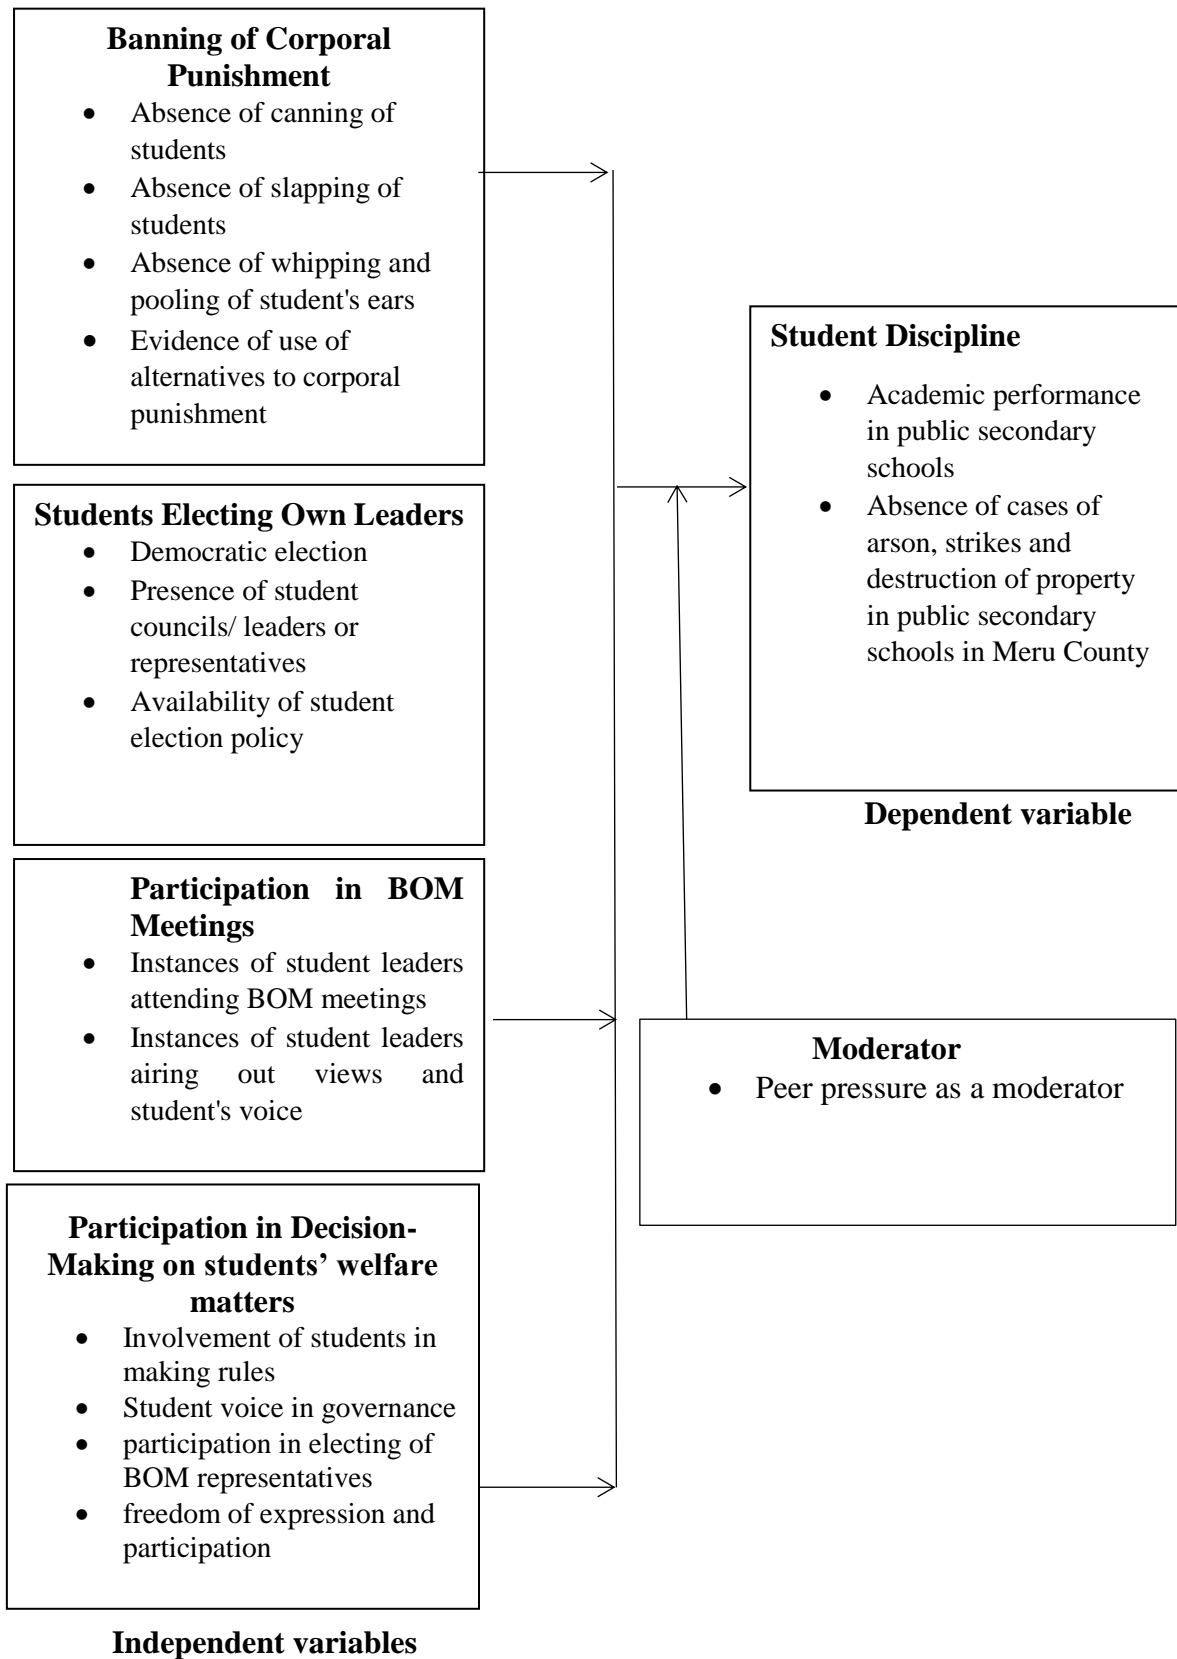 Banning of Corporal
Punishment
• Absence of canning of
students
• Absence of slapping of
students
• Absence of whipping and
pooling of student's ears
• Evidence of use of
alternatives to corporal
punishment
Students Electing Own Leaders
• Democratic election
• Presence of student
councils/ leaders or
representatives
• Availability of student
election policy
Participation in BOM
Meetings
• Instances of student leaders
attending BOM meetings
• Instances of student leaders
airing out views and
student's voice
Participation in Decision-
Making on students’ welfare
matters
• Involvement of students in
making rules
• Student voice in governance
• participation in electing of
BOM representatives
• freedom of expression and
participation
Independent variables
Student Discipline
• Academic performance
in public secondary
schools
• Absence of cases of
arson, strikes and
destruction of property
in public secondary
schools in Meru County
Dependent variable
Moderator
• Peer pressure as a moderator